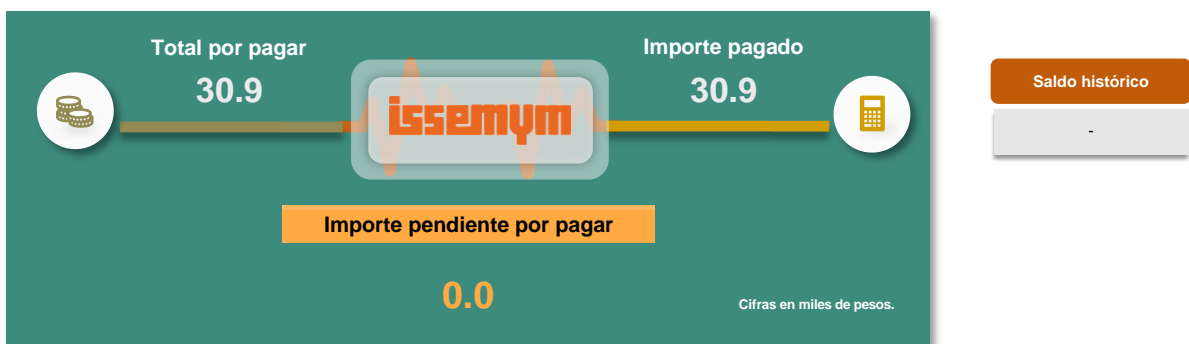 Total por pagar
30.9
issemym
Importe pagado
30.9
Importe pendiente por pagar
0.0
Cifras en miles de pesos.
Saldo histórico
-